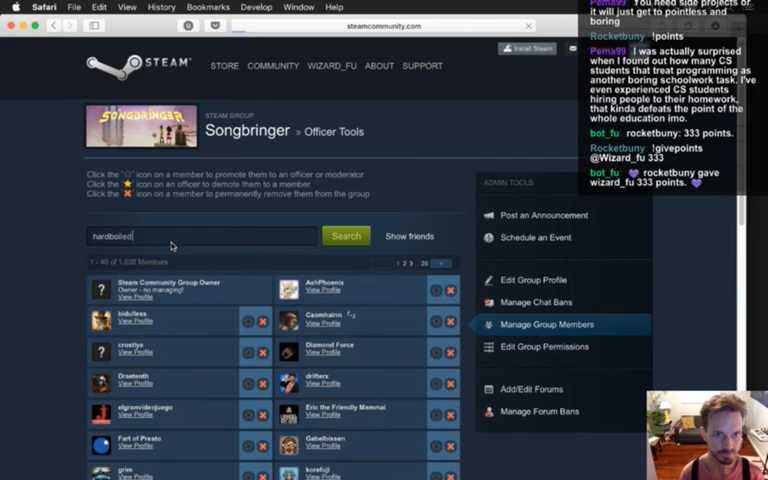 Safari File Edit View History Bookmarks Develop Window Help
steamcommunity.com
Install Steam
STEAM
STORE COMMUNITY WIZARD_FU ABOUT SUPPORT
SONGBRINGER
STEAM GROUP
Songbringer » Officer Tools
Click the icon on a member to promote them to an officer or moderator
Click the icon on an officer to demote them to a member
Click the icon on a member to permanently remove them from the group
hardboiled
Search
Show friends
1 - 40 of 1,038 Members
1 2 3 ... 26
Steam Community Group Owner
Owner - no managing!
View Profile
AshPhoenix
View Profile
bidulless
View Profile
Caomhainn
View Profile
crostlye
View Profile
Diamond Force
View Profile
Draetenth
View Profile
drifterx
View Profile
elgranvideojuego
View Profile
Eric the Friendly Mammal
View Profile
Fart of Presto
View Profile
Gabelbissen
View Profile
grim
View Profile
korefuji
View Profile
ADMIN TOOLS
Post an Announcement
Schedule an Event
Edit Group Profile
Manage Chat Bans
Manage Group Members
Edit Group Permissions
Add/Edit Forums
Manage Forum Bans
Pema99: You need side projects or
it will just get to pointless and
boring
Rocketbuny !points
Pema99: I was actually surprised
when I found out how many CS
students that treat programming as
another boring schoolwork task. I've
even experienced CS students
hiring people to their homework,
that kinda defeats the point of the
whole education imo.
bot_fu rocketbuny: 333 points.
Rocketbuny !givepoints
@Wizard_fu 333
bot_fu rocketbuny gave
wizard_fu 333 points.